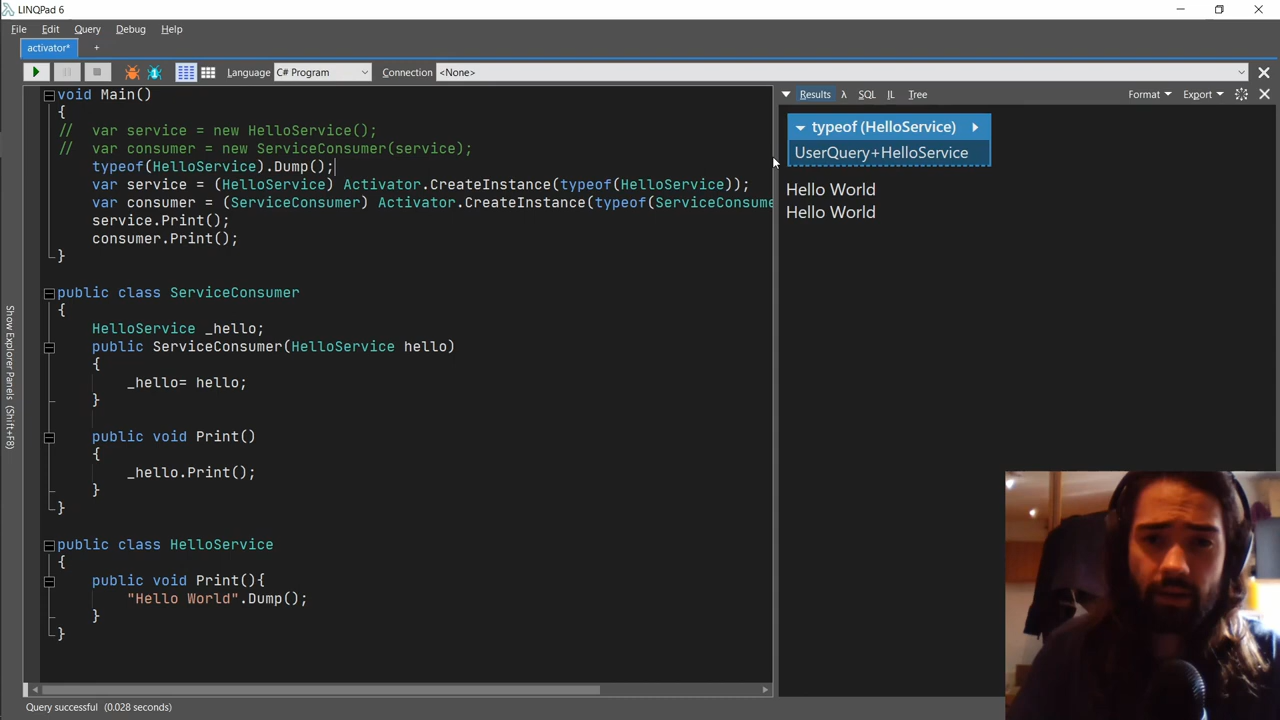 LINQPad 6
File Edit Query Debug Help
activator* +
Language C# Program Connection <None>
void Main()
{
// var service = new HelloService();
// var consumer = new ServiceConsumer(service);
typeof(HelloService).Dump();
var service = (HelloService) Activator.CreateInstance(typeof(HelloService));
var consumer = (ServiceConsumer) Activator.CreateInstance(typeof(ServiceConsume
service.Print();
consumer.Print();
}
public class ServiceConsumer
{
HelloService _hello;
public ServiceConsumer(HelloService hello)
{
_hello= hello;
}
public void Print()
{
_hello.Print();
}
}
public class HelloService
{
public void Print(){
"Hello World".Dump();
}
}
Results λ SQL IL Tree Format Export
typeof (HelloService)
UserQuery+HelloService
Hello World
Hello World
Show Explorer Panels (Shift+F8)
Query successful (0.028 seconds)